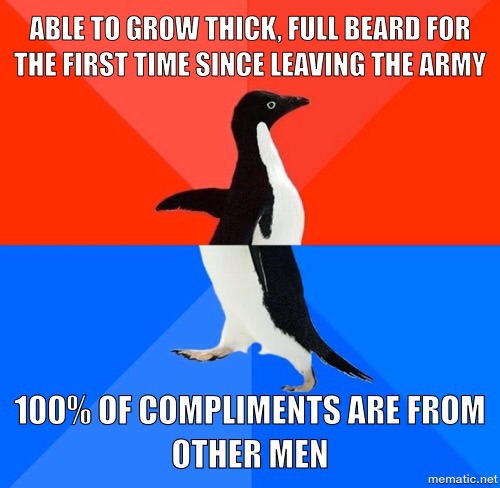 ABLE TO GROW THICK, FULL BEARD FOR
THE FIRST TIME SINCE LEAVING THE ARMY
100% OF COMPLIMENTS ARE FROM
OTHER MEN
mematic.net